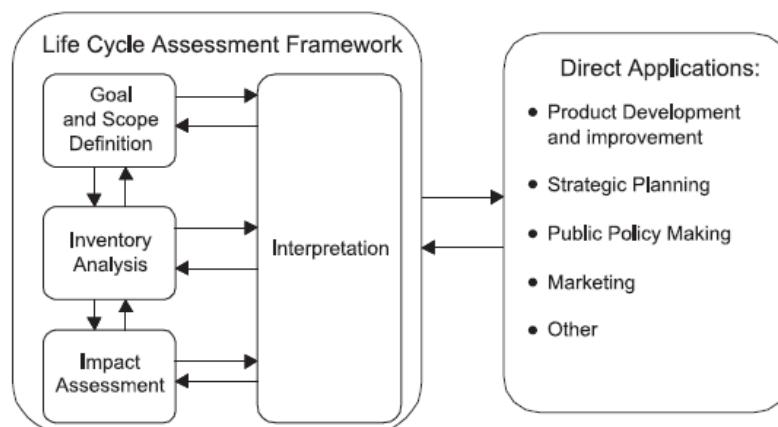 Life Cycle Assessment Framework
Goal
and Scope
Definition
Inventory
Analysis
Impact
Assessment
Interpretation
Direct Applications:
• Product Development
and improvement
• Strategic Planning
• Public Policy Making
• Marketing
• Other